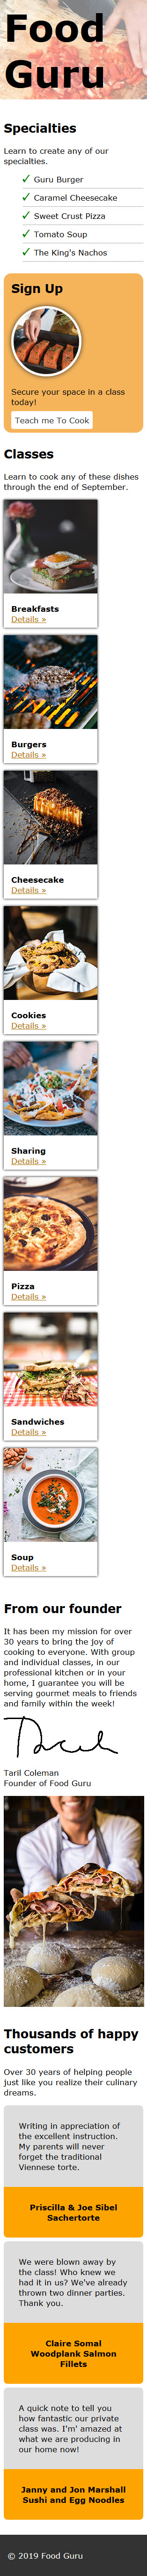 Food
Guru
Specialties
Learn to create any of our
specialties.
✓ Guru Burger
✓ Caramel Cheesecake
✓ Sweet Crust Pizza
✓ Tomato Soup
✓ The King's Nachos
Sign Up
Secure your space in a class
today!
Teach me To Cook
Classes
Learn to cook any of these dishes
through the end of September.
Breakfasts
Details »
Burgers
Details »
Cheesecake
Details »
Cookies
Details »
Sharing
Details »
Pizza
Details »
Sandwiches
Details »
Soup
Details »
From our founder
It has been my mission for over
30 years to bring the joy of
cooking to everyone. With group
and individual classes, in our
professional kitchen or in your
home, I guarantee you will be
serving gourmet meals to friends
and family within the week!
Taril Coleman
Founder of Food Guru
Thousands of happy
customers
Over 30 years of helping people
just like you realize their culinary
dreams.
Writing in appreciation of
the excellent instruction.
My parents will never
forget the traditional
Viennese torte.
Priscilla & Joe Sibel
Sachertorte
We were blown away by
the class! Who knew we
had it in us? We've already
thrown two dinner parties.
Thank you.
Claire Somal
Woodplank Salmon
Fillets
A quick note to tell you
how fantastic our private
class was. I'm' amazed at
what we are producing in
our home now!
Janny and Jon Marshall
Sushi and Egg Noodles
© 2019 Food Guru